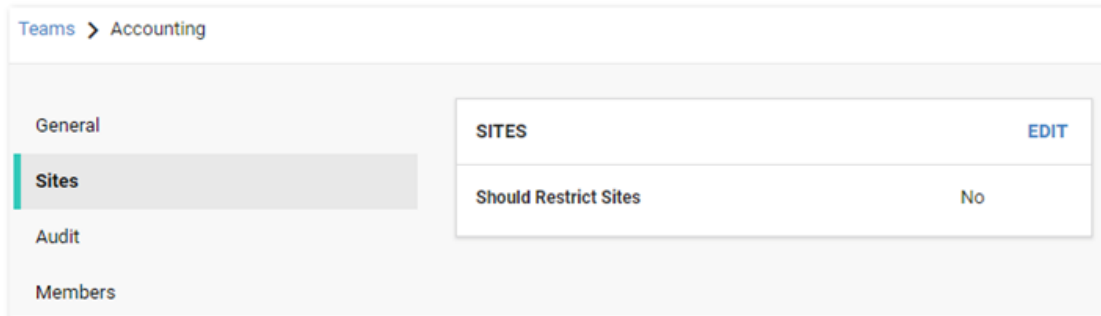 Teams > Accounting
General
Sites
Audit
Members
SITES EDIT
Should Restrict Sites No